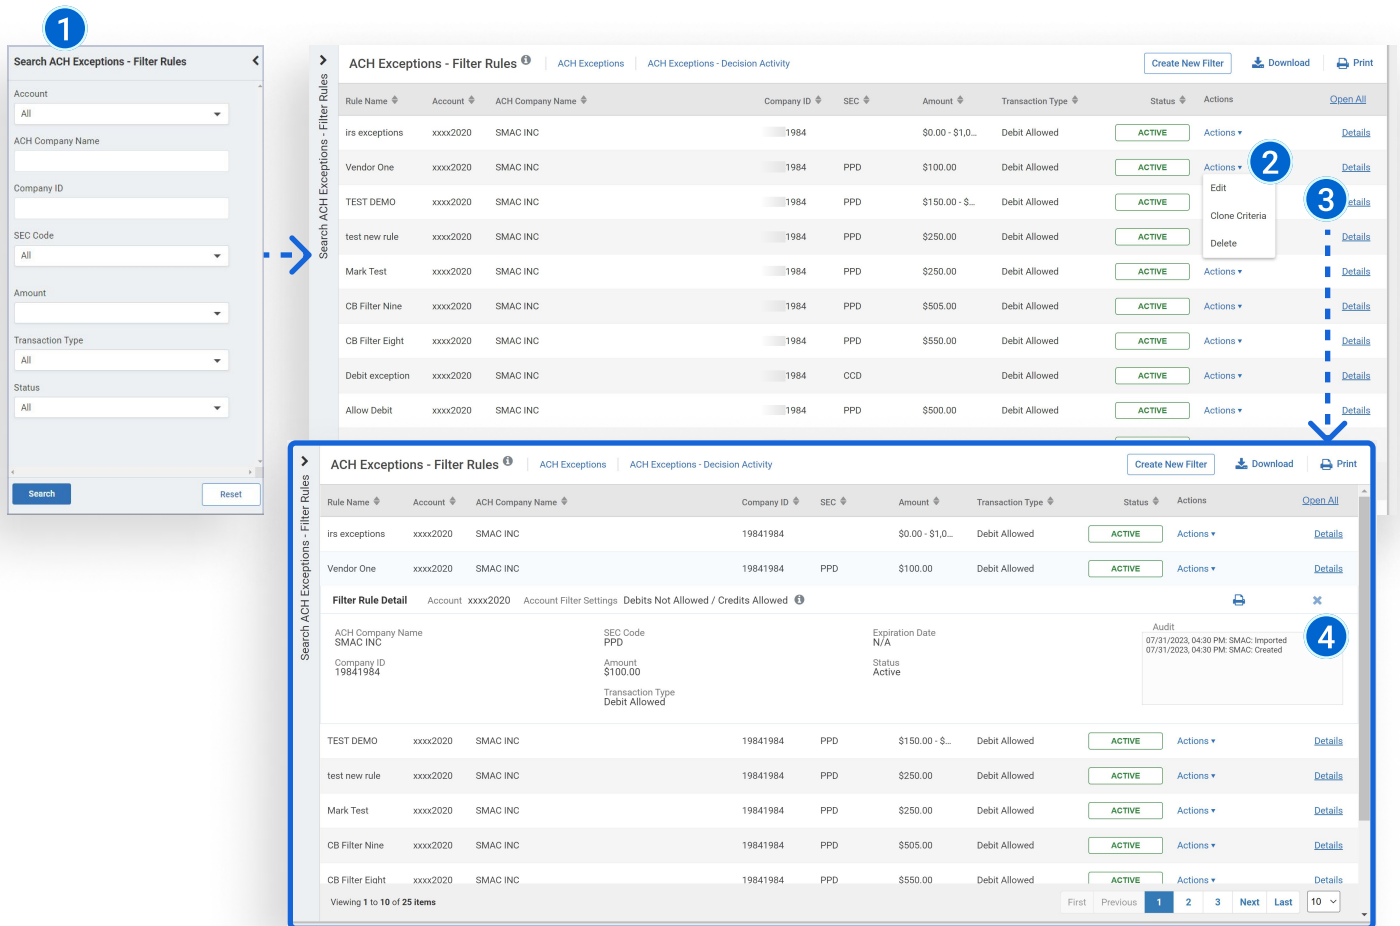 1
Search ACH Exceptions - Filter Rules
Account
All
ACH Company Name
Company ID
SEC Code
All
Amount
Transaction Type
All
Status
All
Search Reset
Search ACH Exceptions - Filter Rules
ACH Exceptions - Filter Rules ACH Exceptions ACH Exceptions - Decision Activity Create New Filter Download Print
Rule Name Account ACH Company Name Company ID SEC Amount Transaction Type Status Actions Open All
irs exceptions xxxx2020 SMAC INC 1984 $0.00 - $1,0... Debit Allowed ACTIVE Actions Details
Vendor One xxxx2020 SMAC INC 1984 PPD $100.00 Debit Allowed ACTIVE Actions 2 Details
Edit
Clone Criteria
Delete
3
TEST DEMO xxxx2020 SMAC INC 1984 PPD $150.00 - $... Debit Allowed ACTIVE etails
test new rule xxxx2020 SMAC INC 1984 PPD $250.00 Debit Allowed ACTIVE Details
Mark Test xxxx2020 SMAC INC 1984 PPD $250.00 Debit Allowed ACTIVE Actions Details
CB Filter Nine xxxx2020 SMAC INC 1984 PPD $505.00 Debit Allowed ACTIVE Actions Details
CB Filter Eight xxxx2020 SMAC INC 1984 PPD $550.00 Debit Allowed ACTIVE Actions Details
Debit exception xxxx2020 SMAC INC 1984 CCD Debit Allowed ACTIVE Actions Details
Allow Debit xxxx2020 SMAC INC 1984 PPD $500.00 Debit Allowed ACTIVE Actions Details
Search ACH Exceptions - Filter Rules
ACH Exceptions - Filter Rules ACH Exceptions ACH Exceptions - Decision Activity Create New Filter Download Print
Rule Name Account ACH Company Name Company ID SEC Amount Transaction Type Status Actions Open All
irs exceptions xxxx2020 SMAC INC 19841984 $0.00 - $1,0... Debit Allowed ACTIVE Actions Details
Vendor One xxxx2020 SMAC INC 19841984 PPD $100.00 Debit Allowed ACTIVE Actions Details
Filter Rule Detail Account xxxx2020 Account Filter Settings Debits Not Allowed / Credits Allowed
ACH Company Name
SMAC INC
Company ID
19841984
SEC Code
PPD
Amount
$100.00
Transaction Type
Debit Allowed
Expiration Date
N/A
Status
Active
Audit
07/31/2023, 04:30 PM: SMAC: Imported
07/31/2023, 04:30 PM: SMAC: Created
4
TEST DEMO xxxx2020 SMAC INC 19841984 PPD $150.00 - $... Debit Allowed ACTIVE Actions Details
test new rule xxxx2020 SMAC INC 19841984 PPD $250.00 Debit Allowed ACTIVE Actions Details
Mark Test xxxx2020 SMAC INC 19841984 PPD $250.00 Debit Allowed ACTIVE Actions Details
CB Filter Nine xxxx2020 SMAC INC 19841984 PPD $505.00 Debit Allowed ACTIVE Actions Details
CB Filter Eight xxxx2020 SMAC INC 19841984 PPD $550.00 Debit Allowed ACTIVE Actions Details
Viewing 1 to 10 of 25 items First Previous 1 2 3 Next Last 10